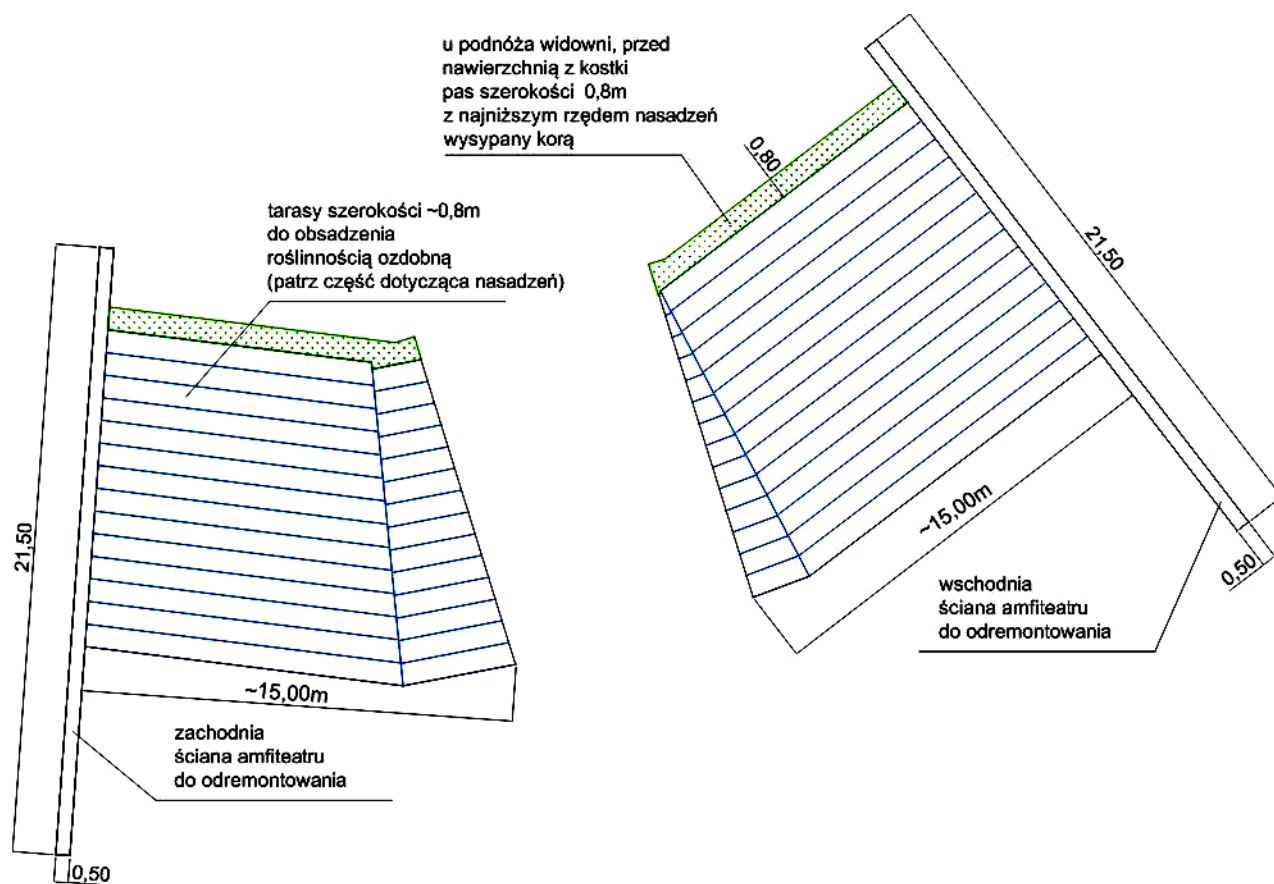 u podnóża widowni, przed
nawierzchnią z kostki
pas szerokości 0,8m
z najniższym rzędem nasadzeń
wysypany korą
0,80
21,50
tarasy szerokości ~0,8m
do obsadzenia
roślinnością ozdobną
(patrz część dotycząca nasadzeń)
21,50
~15,00m
~15,00m
0,50
wschodnia
ściana amfiteatru
do odremontowania
zachodnia
ściana amfiteatru
do odremontowania
0,50